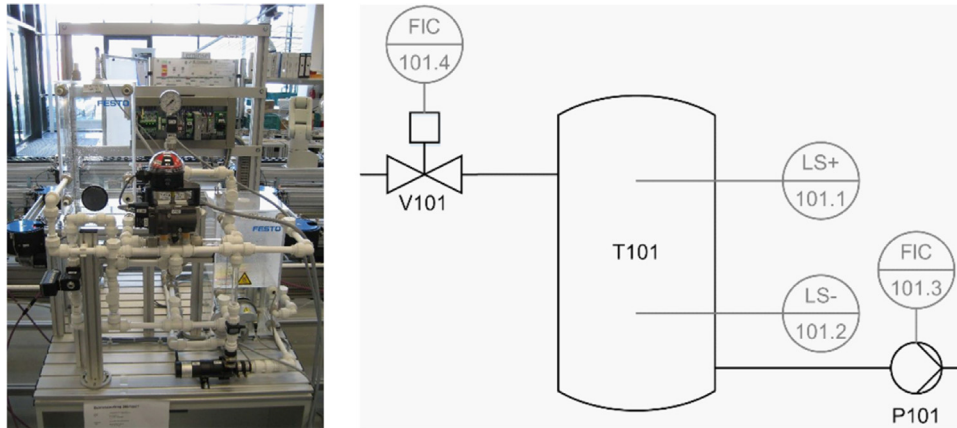 FESTO
FESTO
FIC
101.4
V101
T101
LS+
101.1
LS-
101.2
FIC
101.3
P101